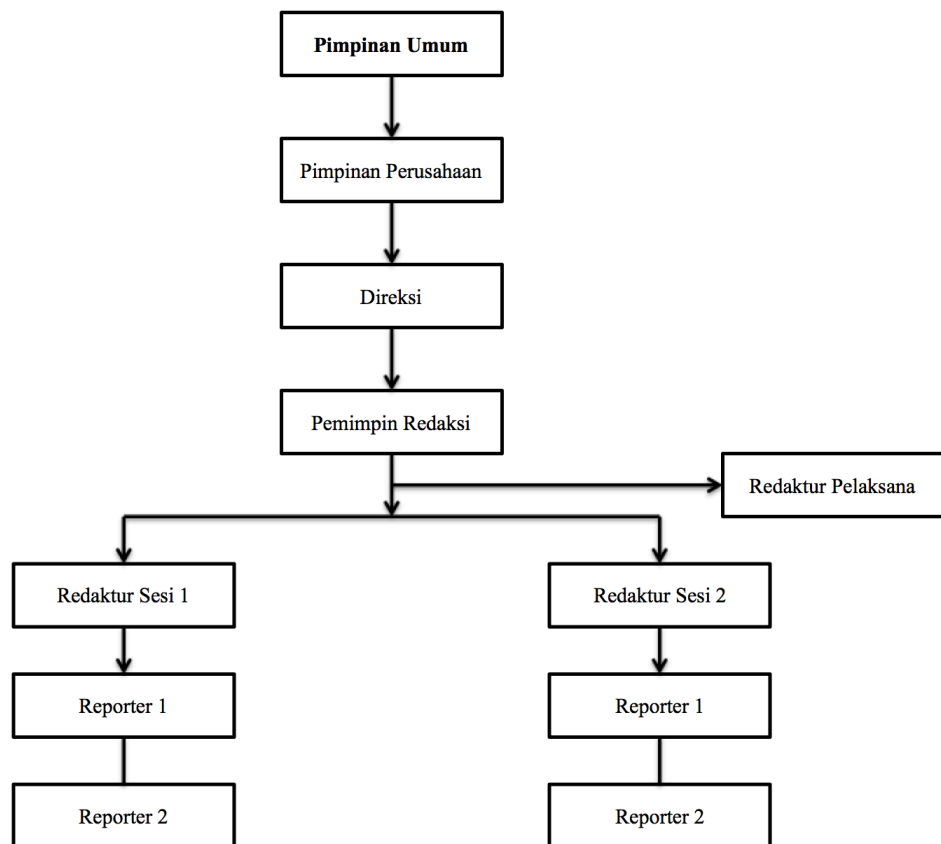 Pimpinan Umum
Pimpinan Perusahaan
Direksi
Pemimpin Redaksi
Redaktur Pelaksana
Redaktur Sesi 1
Redaktur Sesi 2
Reporter 1
Reporter 1
Reporter 2
Reporter 2